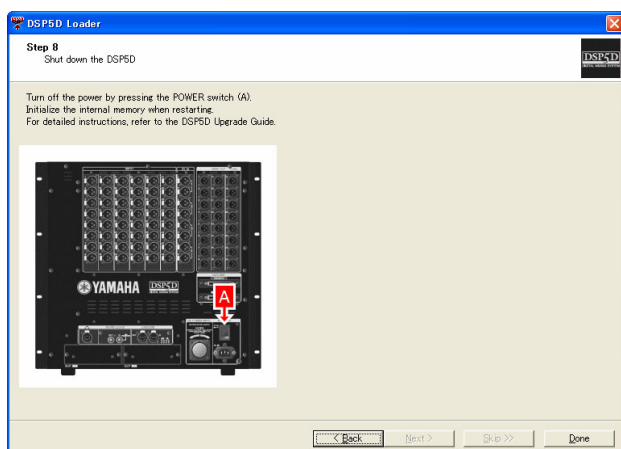 DSP5D Loader
Step 8
Shut down the DSP5D
DSP5D
Turn off the power by pressing the POWER switch (A).
Initialize the internal memory when restarting.
For detailed instructions, refer to the DSP5D Upgrade Guide.
YAMAHA DSP5D
A
< Back Next > Skip >> Done